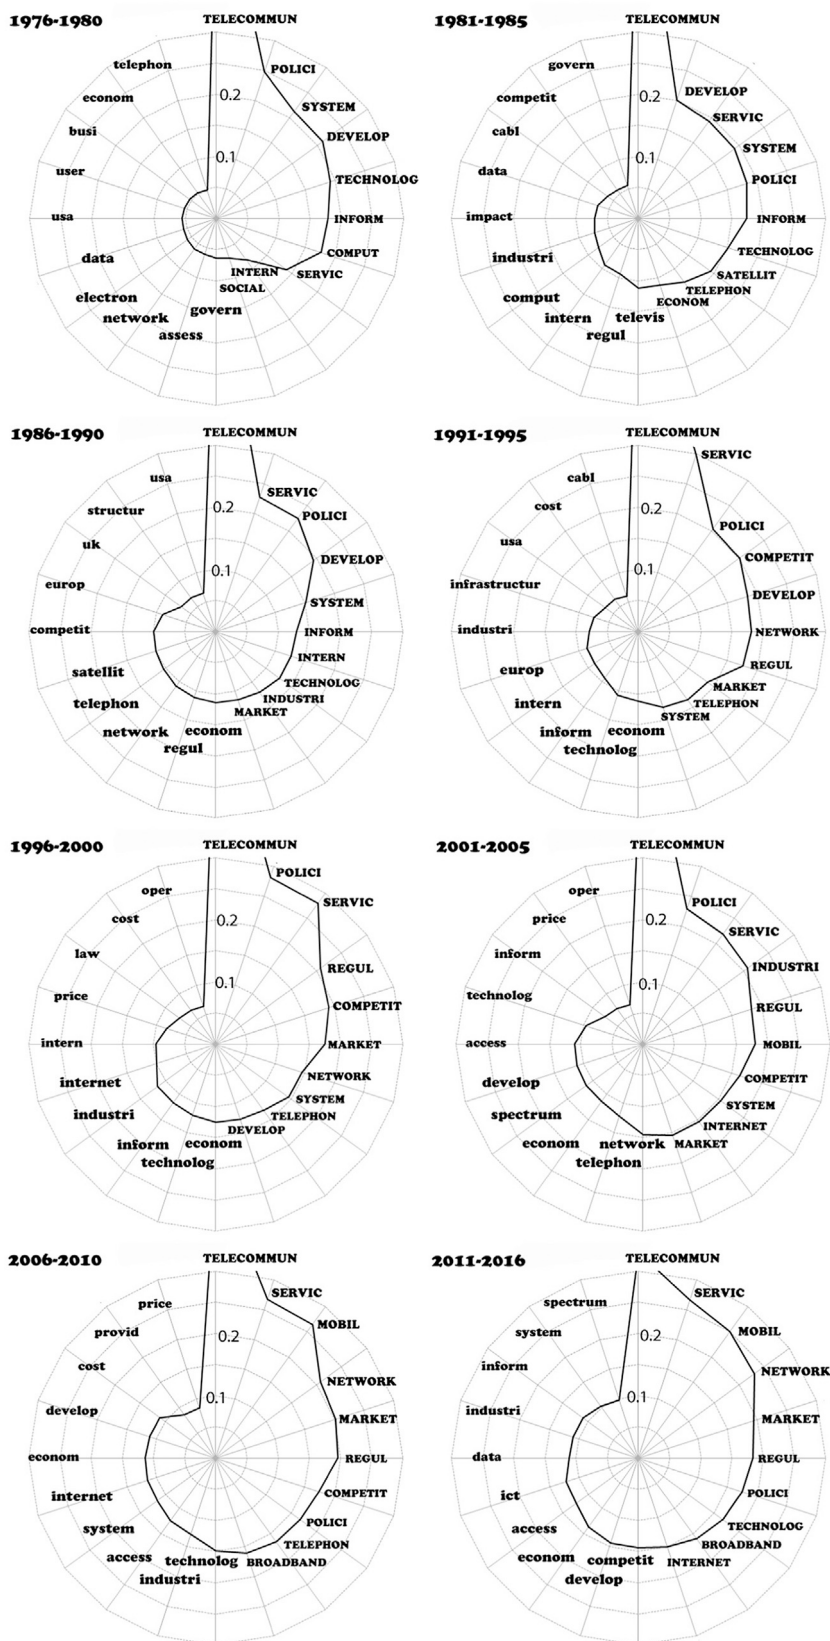 1976-1980
TELECOMMUN
POLICI
SYSTEM
DEVELOP
TECHNOLOG
INFORM
COMPUT
SERVIC
INTERN
SOCIAL
govern
assess
network
electron
data
usa
user
busi
econom
telephon
0.2
0.1
1981-1985
TELECOMMUN
DEVELOP
SERVIC
SYSTEM
POLICI
INFORM
TECHNOLOG
SATELLIT
TELEPHON
ECONOM
televis
regul
intern
comput
industri
impact
data
cabl
competit
govern
0.2
0.1
1986-1990
TELECOMMUN
SERVIC
POLICI
DEVELOP
SYSTEM
INFORM
INTERN
TECHNOLOG
INDUSTRI
MARKET
econom
regul
network
telephon
satellit
competit
europ
uk
structur
usa
0.2
0.1
1991-1995
TELECOMMUN
SERVIC
POLICI
COMPETIT
DEVELOP
NETWORK
REGUL
MARKET
TELEPHON
SYSTEM
econom
technolog
inform
intern
europ
industri
infrastructur
usa
cost
cabl
0.2
0.1
1996-2000
TELECOMMUN
POLICI
SERVIC
REGUL
COMPETIT
MARKET
NETWORK
SYSTEM
TELEPHON
DEVELOP
econom
technolog
inform
industri
internet
intern
price
law
cost
oper
0.2
0.1
2001-2005
TELECOMMUN
POLICI
SERVIC
INDUSTRI
REGUL
MOBIL
COMPETIT
SYSTEM
INTERNET
MARKET
network
telephon
econom
spectrum
develop
access
technolog
inform
price
oper
0.2
0.1
2006-2010
TELECOMMUN
SERVIC
MOBIL
NETWORK
MARKET
REGUL
COMPETIT
POLICI
TELEPHON
BROADBAND
technolog
industri
access
system
internet
econom
develop
cost
provid
price
0.2
0.1
2011-2016
TELECOMMUN
SERVIC
MOBIL
NETWORK
MARKET
REGUL
POLICI
TECHNOLOG
BROADBAND
INTERNET
competit
develop
econom
access
ict
data
industri
inform
system
spectrum
0.2
0.1